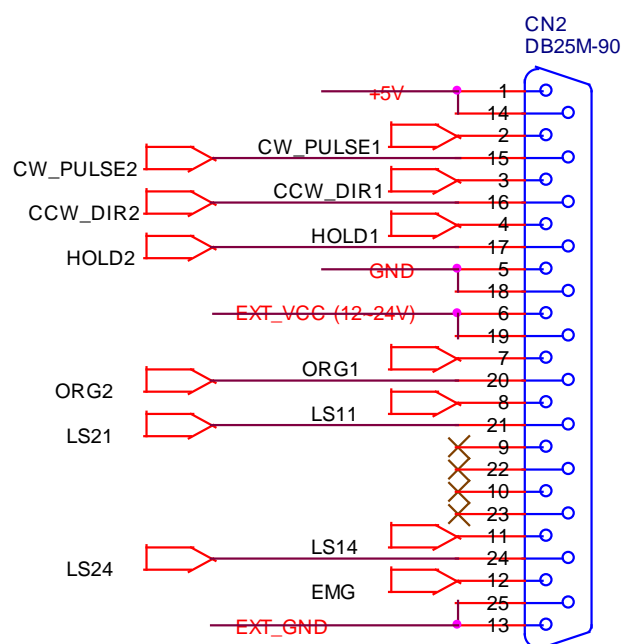 CN2
DB25M-90
+5V
1
14
2
CW_PULSE1
15
CW_PULSE2
3
CCW_DIR1
16
CCW_DIR2
4
HOLD1
17
HOLD2
5
GND
18
6
EXT_VCC (12~24V)
19
7
ORG1
20
ORG2
8
LS11
21
LS21
9
22
10
23
11
LS14
24
LS24
12
EMG
25
EXT_GND
13